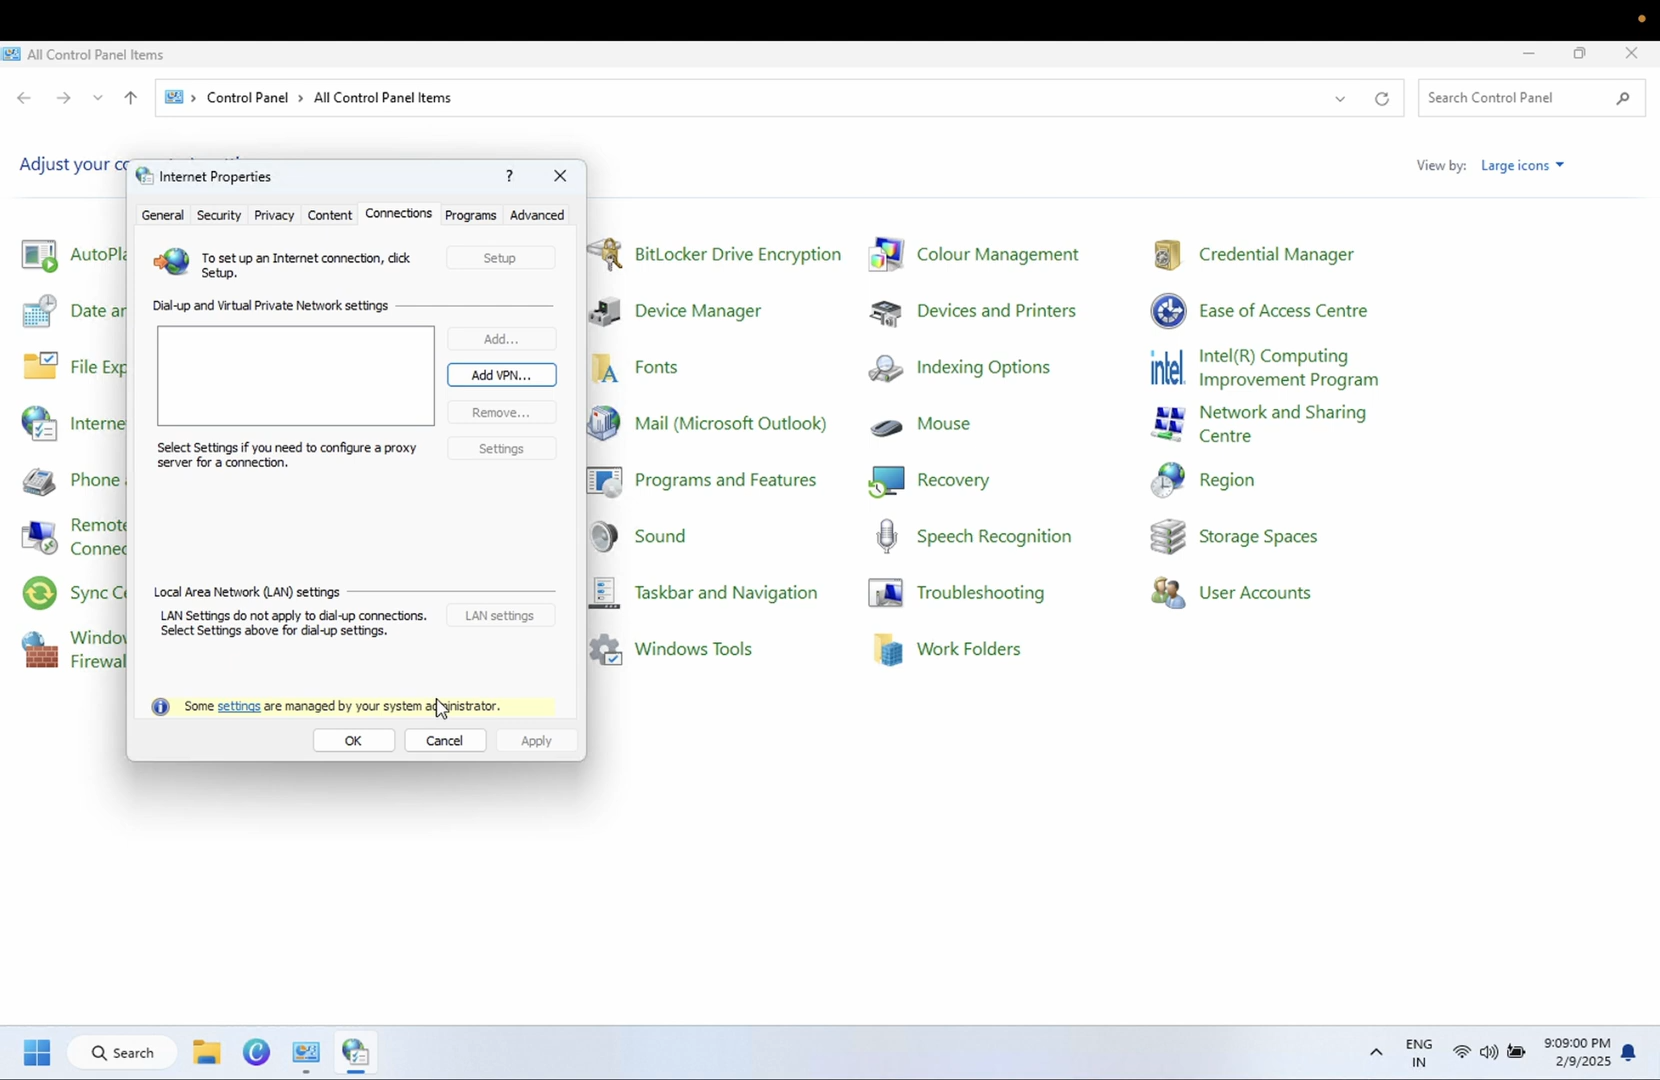 All Control Panel Items
Control Panel > All Control Panel Items
Search Control Panel
Adjust your co
View by: Large icons
Internet Properties
?
General Security Privacy Content Connections Programs Advanced
To set up an Internet connection, click
Setup.
Setup
Dial-up and Virtual Private Network settings
Add...
Add VPN...
Remove...
Select Settings if you need to configure a proxy
server for a connection.
Settings
Local Area Network (LAN) settings
LAN Settings do not apply to dial-up connections.
Select Settings above for dial-up settings.
LAN settings
Some settings are managed by your system administrator.
OK Cancel Apply
AutoPla BitLocker Drive Encryption Colour Management Credential Manager
Date an Device Manager Devices and Printers Ease of Access Centre
File Exp Fonts Indexing Options
intel. Intel(R) Computing
Improvement Program
Interne Mail (Microsoft Outlook) Mouse
Network and Sharing
Centre
Phone Programs and Features Recovery Region
Remote
Connec
Sound Speech Recognition Storage Spaces
Sync Ce Taskbar and Navigation Troubleshooting User Accounts
Window
Firewal
Windows Tools Work Folders
Search
ENG
IN
9:09:00 PM
2/9/2025